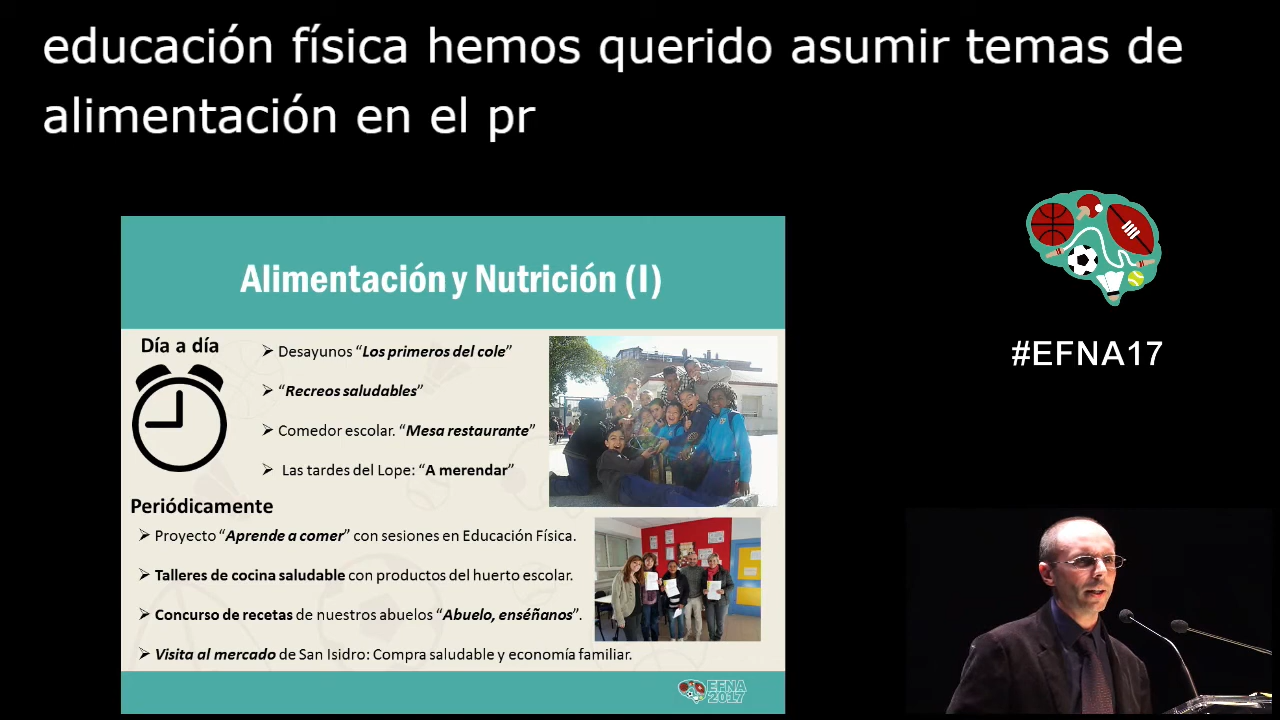 educación física hemos querido asumir temas de
alimentación en el pr
Alimentación y Nutrición (I)
Día a día
➢ Desayunos “Los primeros del cole”
➢ “Recreos saludables”
➢ Comedor escolar. “Mesa restaurante”
➢ Las tardes del Lope: “A merendar”
Periódicamente
➢ Proyecto “Aprende a comer” con sesiones en Educación Física.
➢ Talleres de cocina saludable con productos del huerto escolar.
➢ Concurso de recetas de nuestros abuelos “Abuelo, enséñanos”.
➢ Visita al mercado de San Isidro: Compra saludable y economía familiar.
EFNA
2017
#EFNA17